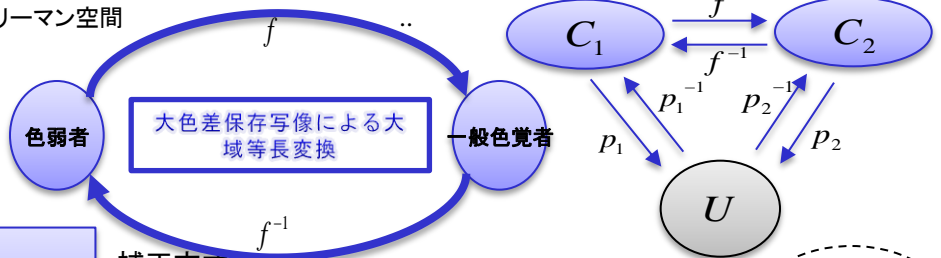 リーマン空間
f
色弱者
大色差保存写像による大
域等長変換
一般色覚者
f⁻¹
C₁
f
C₂
f⁻¹
p₁
p₁⁻¹
p₂⁻¹
p₂
U